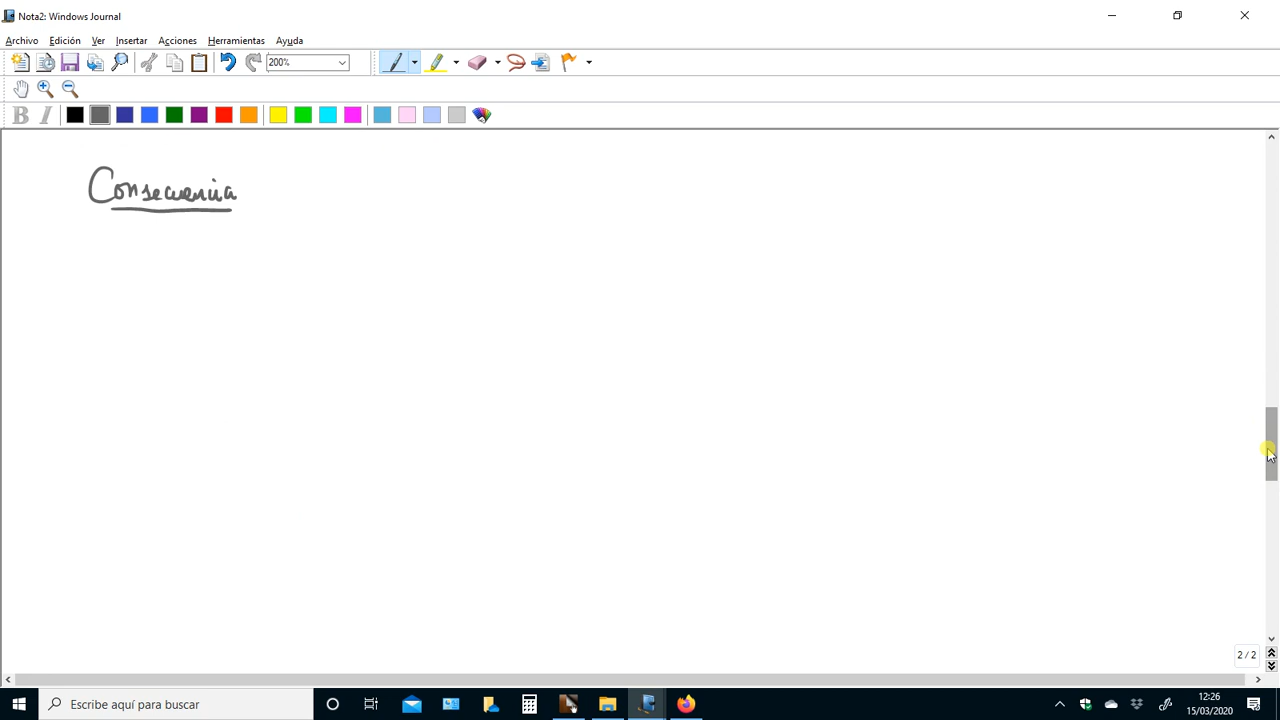 Nota2: Windows Journal
Archivo Edición Ver Insertar Acciones Herramientas Ayuda
200%
B I
Consecuencia
2 / 2
Escribe aquí para buscar
12:26
15/03/2020